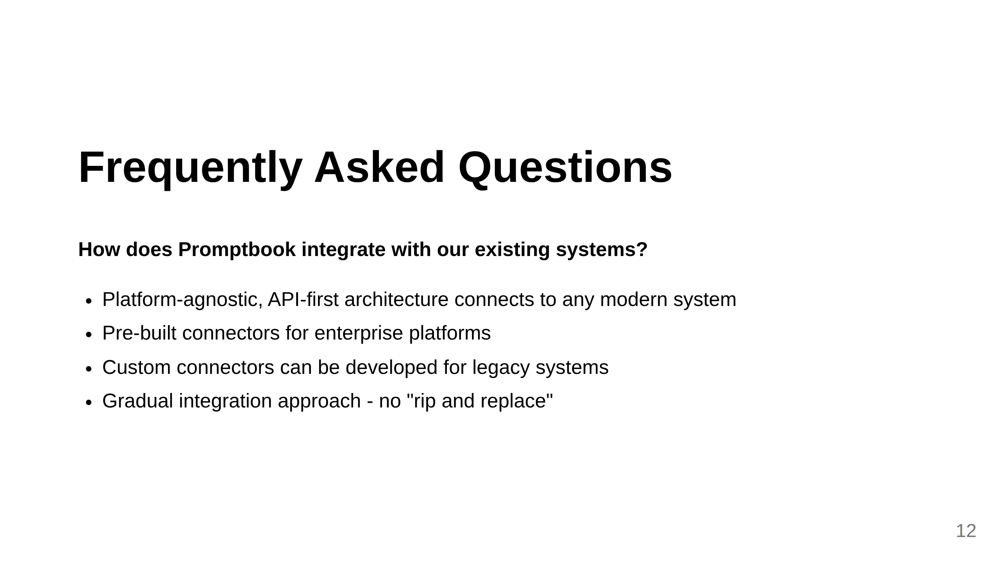 Frequently Asked Questions
How does Promptbook integrate with our existing systems?
• Platform-agnostic, API-first architecture connects to any modern system
• Pre-built connectors for enterprise platforms
• Custom connectors can be developed for legacy systems
• Gradual integration approach - no "rip and replace"
12